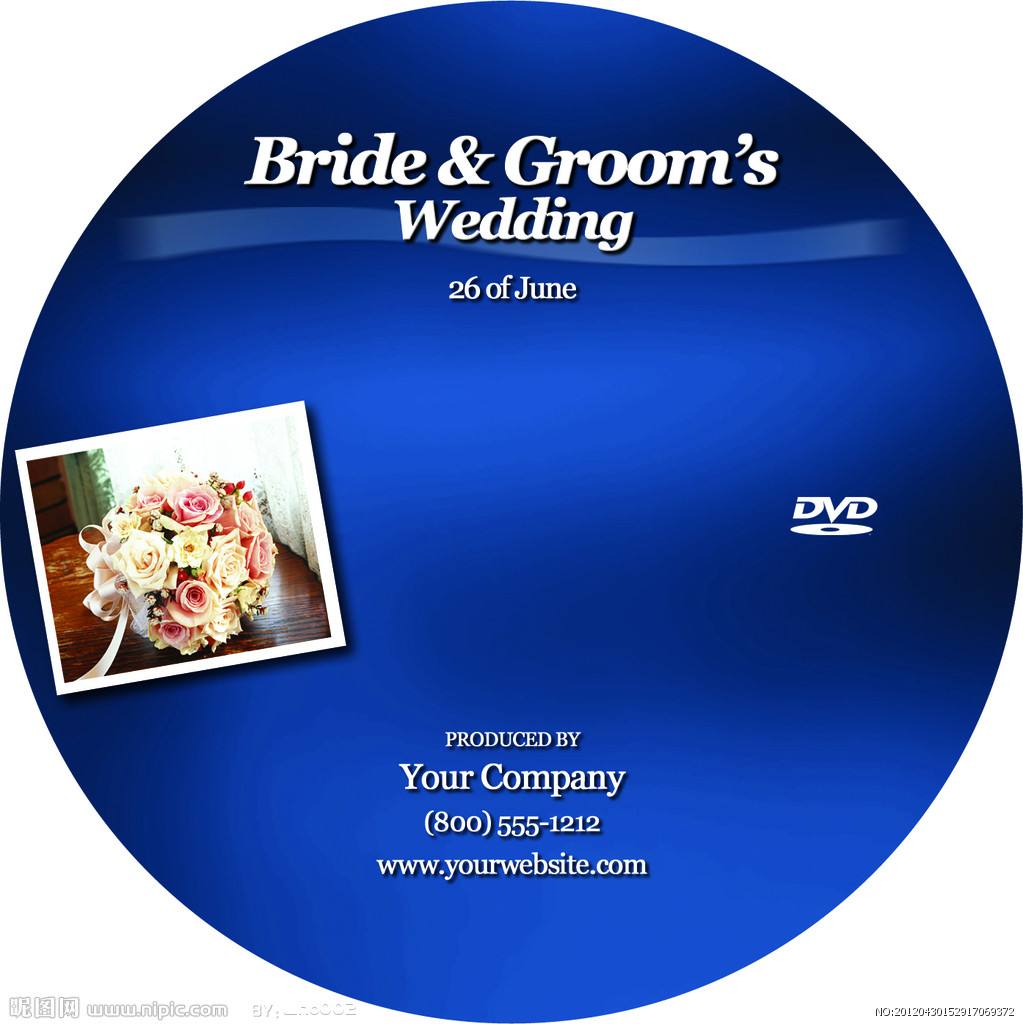 Bride & Groom's
Wedding
26 of June
DVD
PRODUCED BY
Your Company
(800) 555-1212
www.yourwebsite.com
昵图网 www.nipic.com
NO:20120430152917069372